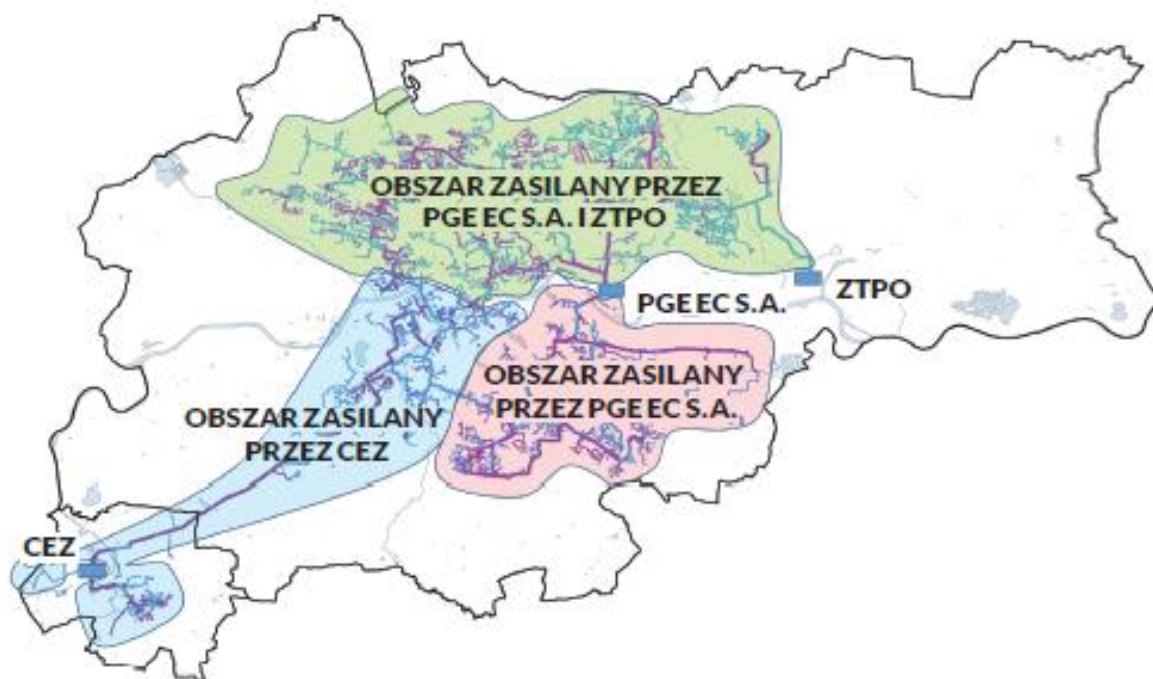 OBSZAR ZASILANY PRZEZ
PGE EC S.A. I ZTPO
ZTPO
PGE EC S.A.
OBSZAR ZASILANY
PRZEZ PGE EC S.A.
OBSZAR ZASILANY
PRZEZ CEZ
CEZ